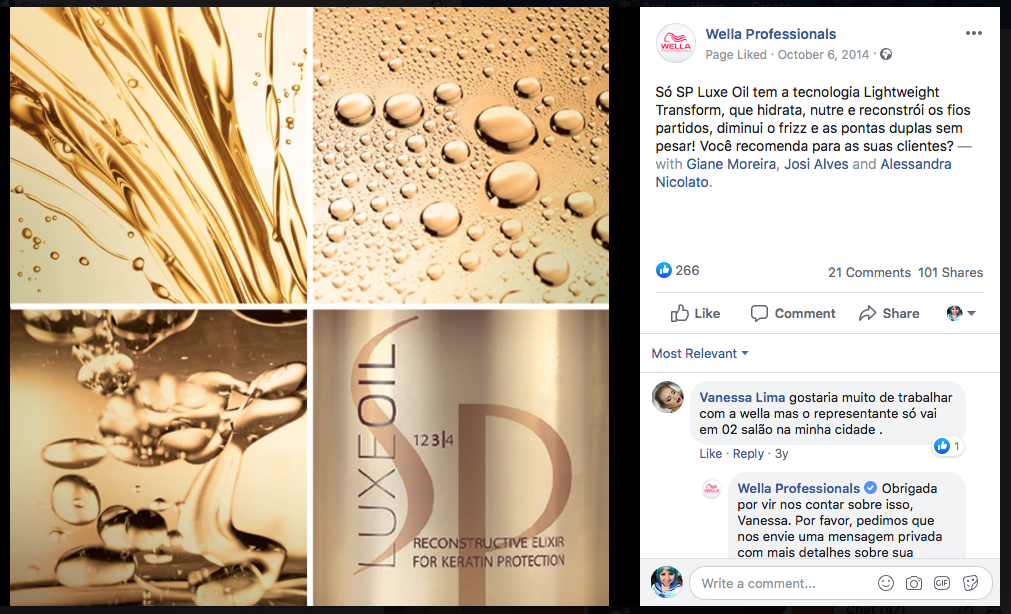 LUXEOIL
123|4
SP
RECONSTRUCTIVE ELIXIR
FOR KERATIN PROTECTION
WELLA
Wella Professionals
Page Liked · October 6, 2014 ·
Só SP Luxe Oil tem a tecnologia Lightweight
Transform, que hidrata, nutre e reconstrói os fios
partidos, diminui o frizz e as pontas duplas sem
pesar! Você recomenda para as suas clientes? —
with Giane Moreira, Josi Alves and Alessandra
Nicolato.
266
21 Comments 101 Shares
Like Comment Share
Most Relevant
Vanessa Lima gostaria muito de trabalhar
com a wella mas o representante só vai
em 02 salão na minha cidade .
1
Like · Reply · 3y
Wella Professionals Obrigada
por vir nos contar sobre isso,
Vanessa. Por favor, pedimos que
nos envie uma mensagem privada
com mais detalhes sobre sua
Write a comment...
GIF